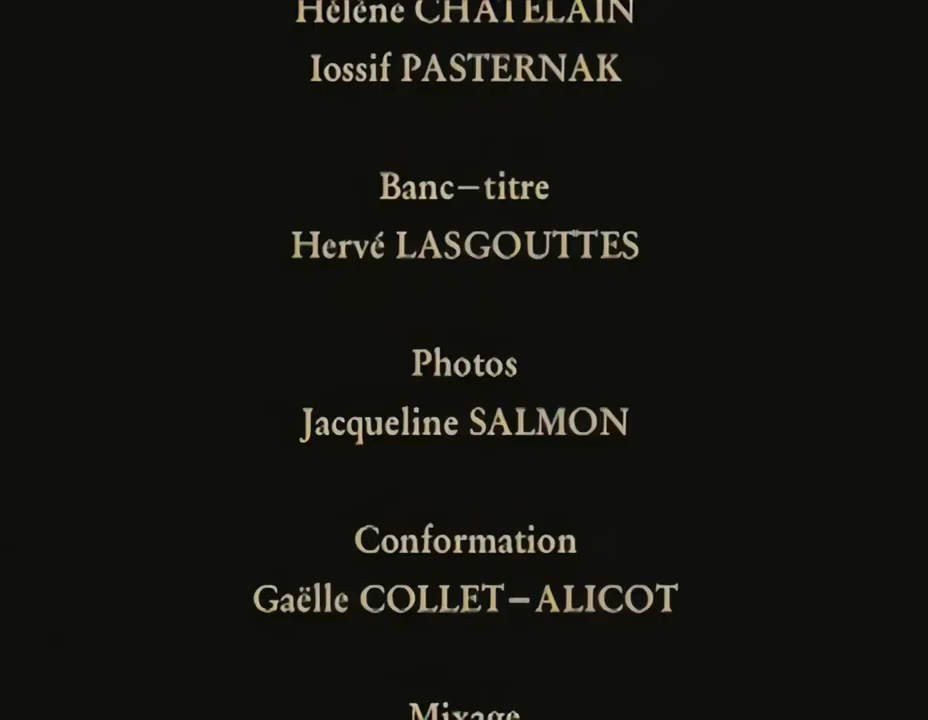 Hélène CHATELAIN
Iossif PASTERNAK
Banc-titre
Hervé LASGOUTTES
Photos
Jacqueline SALMON
Conformation
Gaëlle COLLET-ALICOT
Mixage